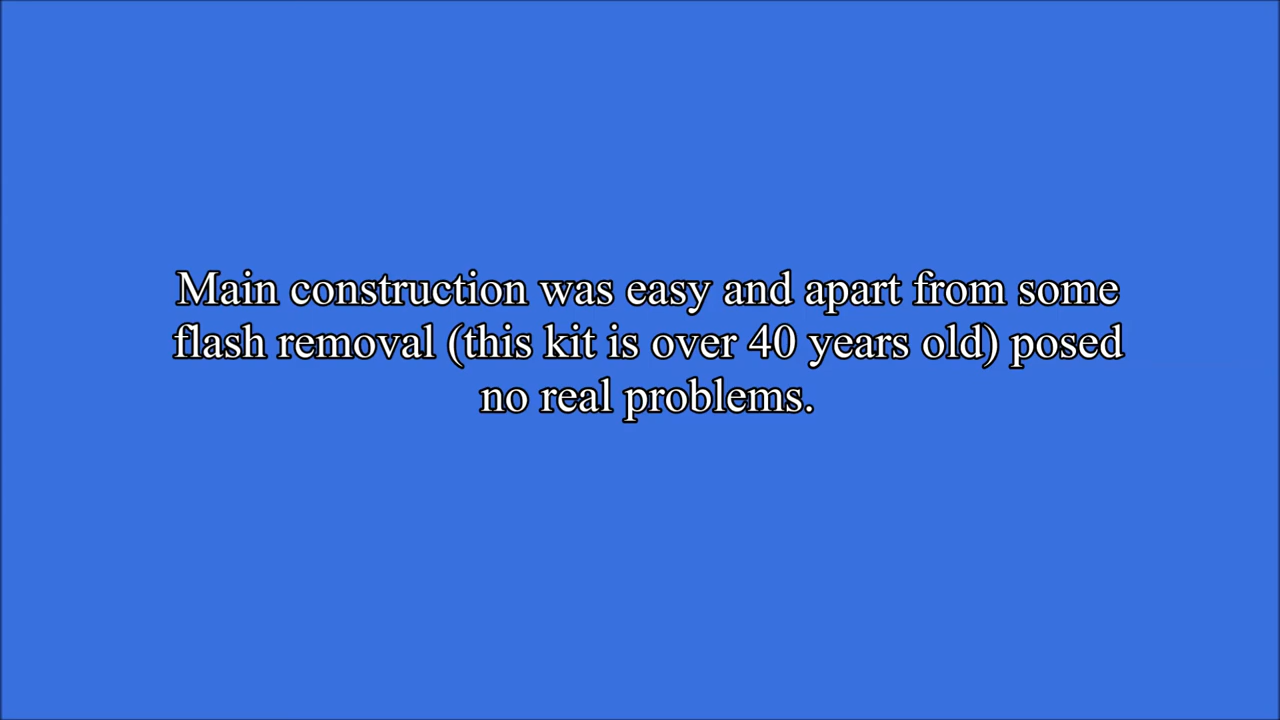 Main construction was easy and apart from some
flash removal (this kit is over 40 years old) posed
no real problems.